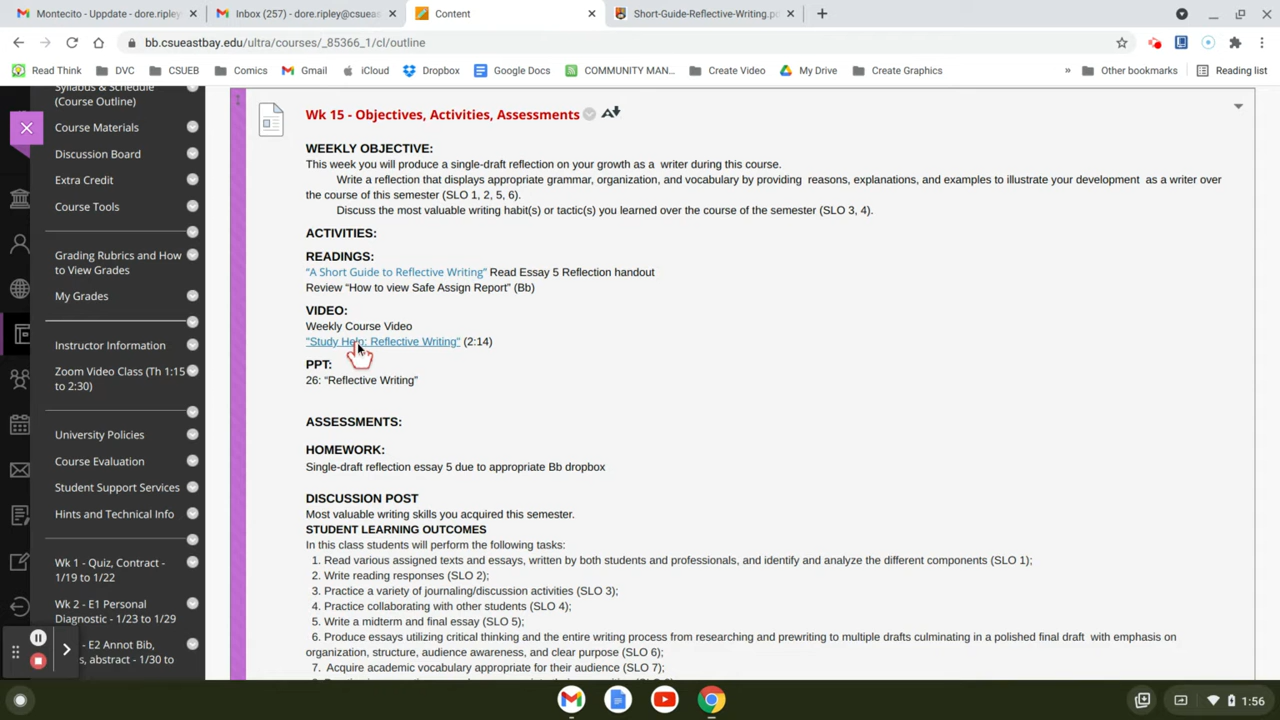 Montecito - Uppdate - dore.ripley
Inbox (257) - dore.ripley@csueas
Content
Short-Guide-Reflective-Writing.pd
bb.csueastbay.edu/ultra/courses/_85366_1/cl/outline
Read Think
DVC
CSUEB
Comics
Gmail
iCloud
Dropbox
Google Docs
COMMUNITY MAN...
Create Video
My Drive
Create Graphics
»
Other bookmarks
Reading list
Syllabus & Schedule
(Course Outline)
Course Materials
Discussion Board
Extra Credit
Course Tools
Grading Rubrics and How
to View Grades
My Grades
Instructor Information
Zoom Video Class (Th 1:15
to 2:30)
University Policies
Course Evaluation
Student Support Services
Hints and Technical Info
Wk 1 - Quiz, Contract -
1/19 to 1/22
Wk 2 - E1 Personal
Diagnostic - 1/23 to 1/29
- E2 Annot Bib,
abstract - 1/30 to
Wk 15 - Objectives, Activities, Assessments
WEEKLY OBJECTIVE:
This week you will produce a single-draft reflection on your growth as a writer during this course.
Write a reflection that displays appropriate grammar, organization, and vocabulary by providing reasons, explanations, and examples to illustrate your development as a writer over
the course of this semester (SLO 1, 2, 5, 6).
Discuss the most valuable writing habit(s) or tactic(s) you learned over the course of the semester (SLO 3, 4).
ACTIVITIES:
READINGS:
“A Short Guide to Reflective Writing” Read Essay 5 Reflection handout
Review “How to view Safe Assign Report” (Bb)
VIDEO:
Weekly Course Video
"Study Help: Reflective Writing" (2:14)
PPT:
26: “Reflective Writing”
ASSESSMENTS:
HOMEWORK:
Single-draft reflection essay 5 due to appropriate Bb dropbox
DISCUSSION POST
Most valuable writing skills you acquired this semester.
STUDENT LEARNING OUTCOMES
In this class students will perform the following tasks:
1. Read various assigned texts and essays, written by both students and professionals, and identify and analyze the different components (SLO 1);
2. Write reading responses (SLO 2);
3. Practice a variety of journaling/discussion activities (SLO 3);
4. Practice collaborating with other students (SLO 4);
5. Write a midterm and final essay (SLO 5);
6. Produce essays utilizing critical thinking and the entire writing process from researching and prewriting to multiple drafts culminating in a polished final draft with emphasis on
organization, structure, audience awareness, and clear purpose (SLO 6);
7. Acquire academic vocabulary appropriate for their audience (SLO 7);
1:56